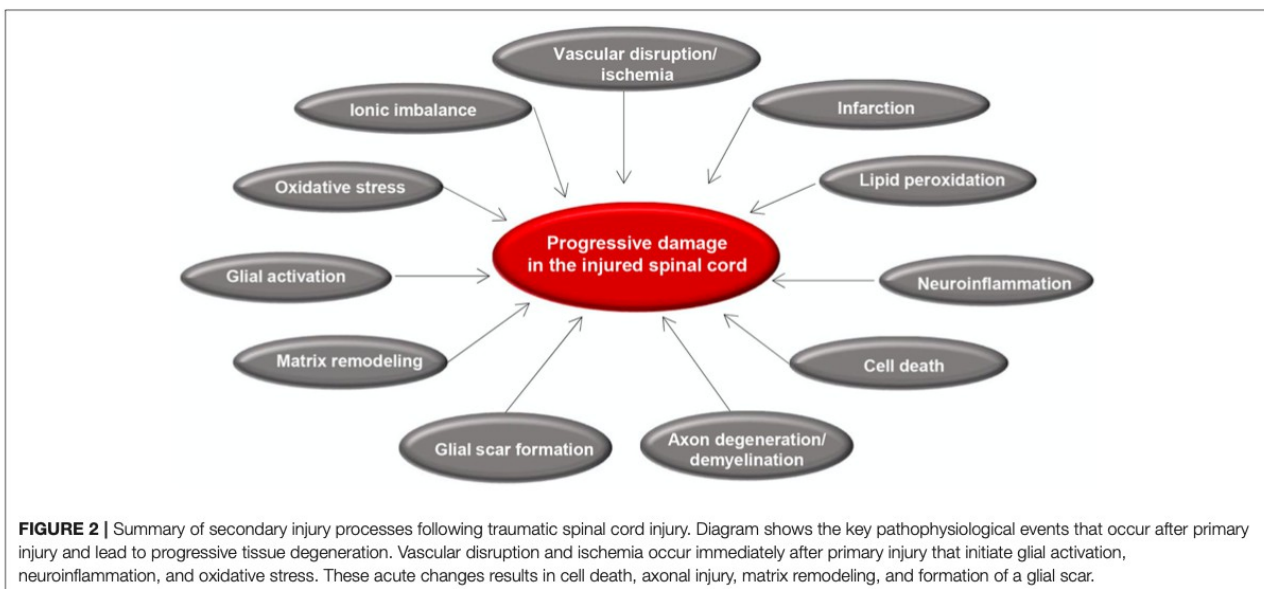 Vascular disruption/
ischemia
Ionic imbalance
Infarction
Oxidative stress
Lipid peroxidation
Progressive damage
in the injured spinal cord
Glial activation
Neuroinflammation
Matrix remodeling
Cell death
Glial scar formation
Axon degeneration/
demyelination
FIGURE 2 | Summary of secondary injury processes following traumatic spinal cord injury. Diagram shows the key pathophysiological events that occur after primary
injury and lead to progressive tissue degeneration. Vascular disruption and ischemia occur immediately after primary injury that initiate glial activation,
neuroinflammation, and oxidative stress. These acute changes results in cell death, axonal injury, matrix remodeling, and formation of a glial scar.